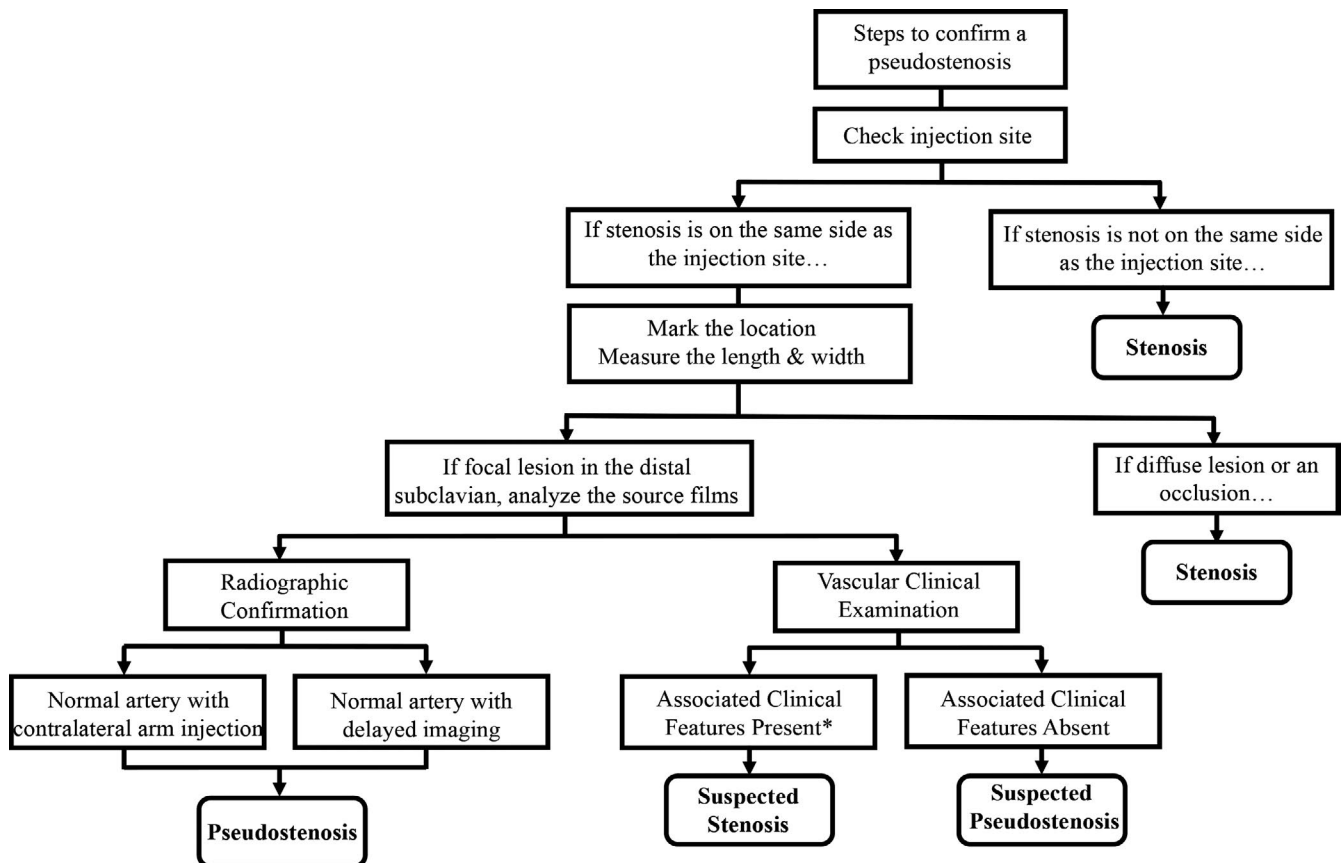 Steps to confirm a
pseudostenosis
Check injection site
If stenosis is on the same side as
the injection site…
If stenosis is not on the same side
as the injection site…
Mark the location
Measure the length & width
Stenosis
If focal lesion in the distal
subclavian, analyze the source films
If diffuse lesion or an
occlusion…
Radiographic
Confirmation
Vascular Clinical
Examination
Stenosis
Normal artery with
contralateral arm injection
Normal artery with
delayed imaging
Associated Clinical
Features Present*
Associated Clinical
Features Absent
Pseudostenosis
Suspected
Stenosis
Suspected
Pseudostenosis